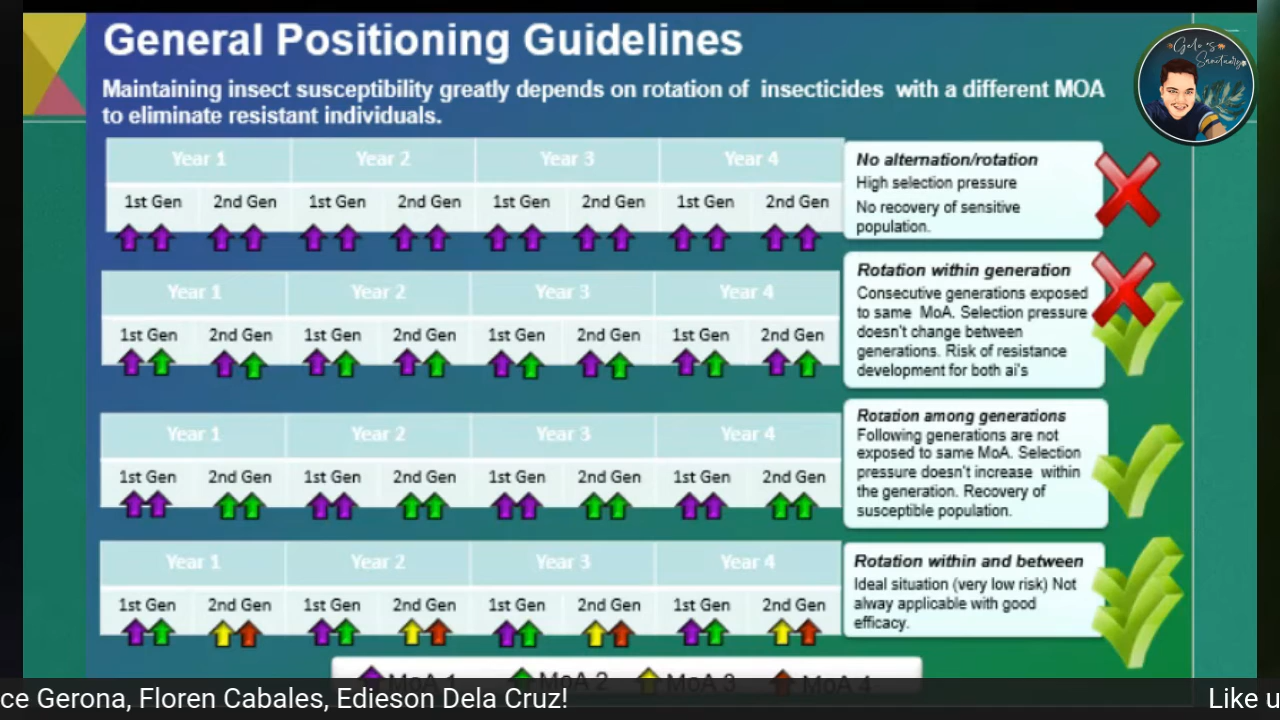 General Positioning Guidelines
Gelo's
Sanctuary
Maintaining insect susceptibility greatly depends on rotation of insecticides with a different MOA
to eliminate resistant individuals.
Year 1 Year 2 Year 3 Year 4
1st Gen 2nd Gen 1st Gen 2nd Gen 1st Gen 2nd Gen 1st Gen 2nd Gen
No alternation/rotation
High selection pressure
No recovery of sensitive
population.
Year 1 Year 2 Year 3 Year 4
1st Gen 2nd Gen 1st Gen 2nd Gen 1st Gen 2nd Gen 1st Gen 2nd Gen
Rotation within generation
Consecutive generations exposed
to same MoA. Selection pressure
doesn't change between
generations. Risk of resistance
development for both ai's
Year 1 Year 2 Year 3 Year 4
1st Gen 2nd Gen 1st Gen 2nd Gen 1st Gen 2nd Gen 1st Gen 2nd Gen
Rotation among generations
Following generations are not
exposed to same MoA. Selection
pressure doesn't increase within
the generation. Recovery of
susceptible population.
Year 1 Year 2 Year 3 Year 4
1st Gen 2nd Gen 1st Gen 2nd Gen 1st Gen 2nd Gen 1st Gen 2nd Gen
Rotation within and between
Ideal situation (very low risk) Not
alway applicable with good
efficacy.
MoA 1 MoA 2 MoA 3 MoA 4
ce Gerona, Floren Cabales, Edieson Dela Cruz! Like u